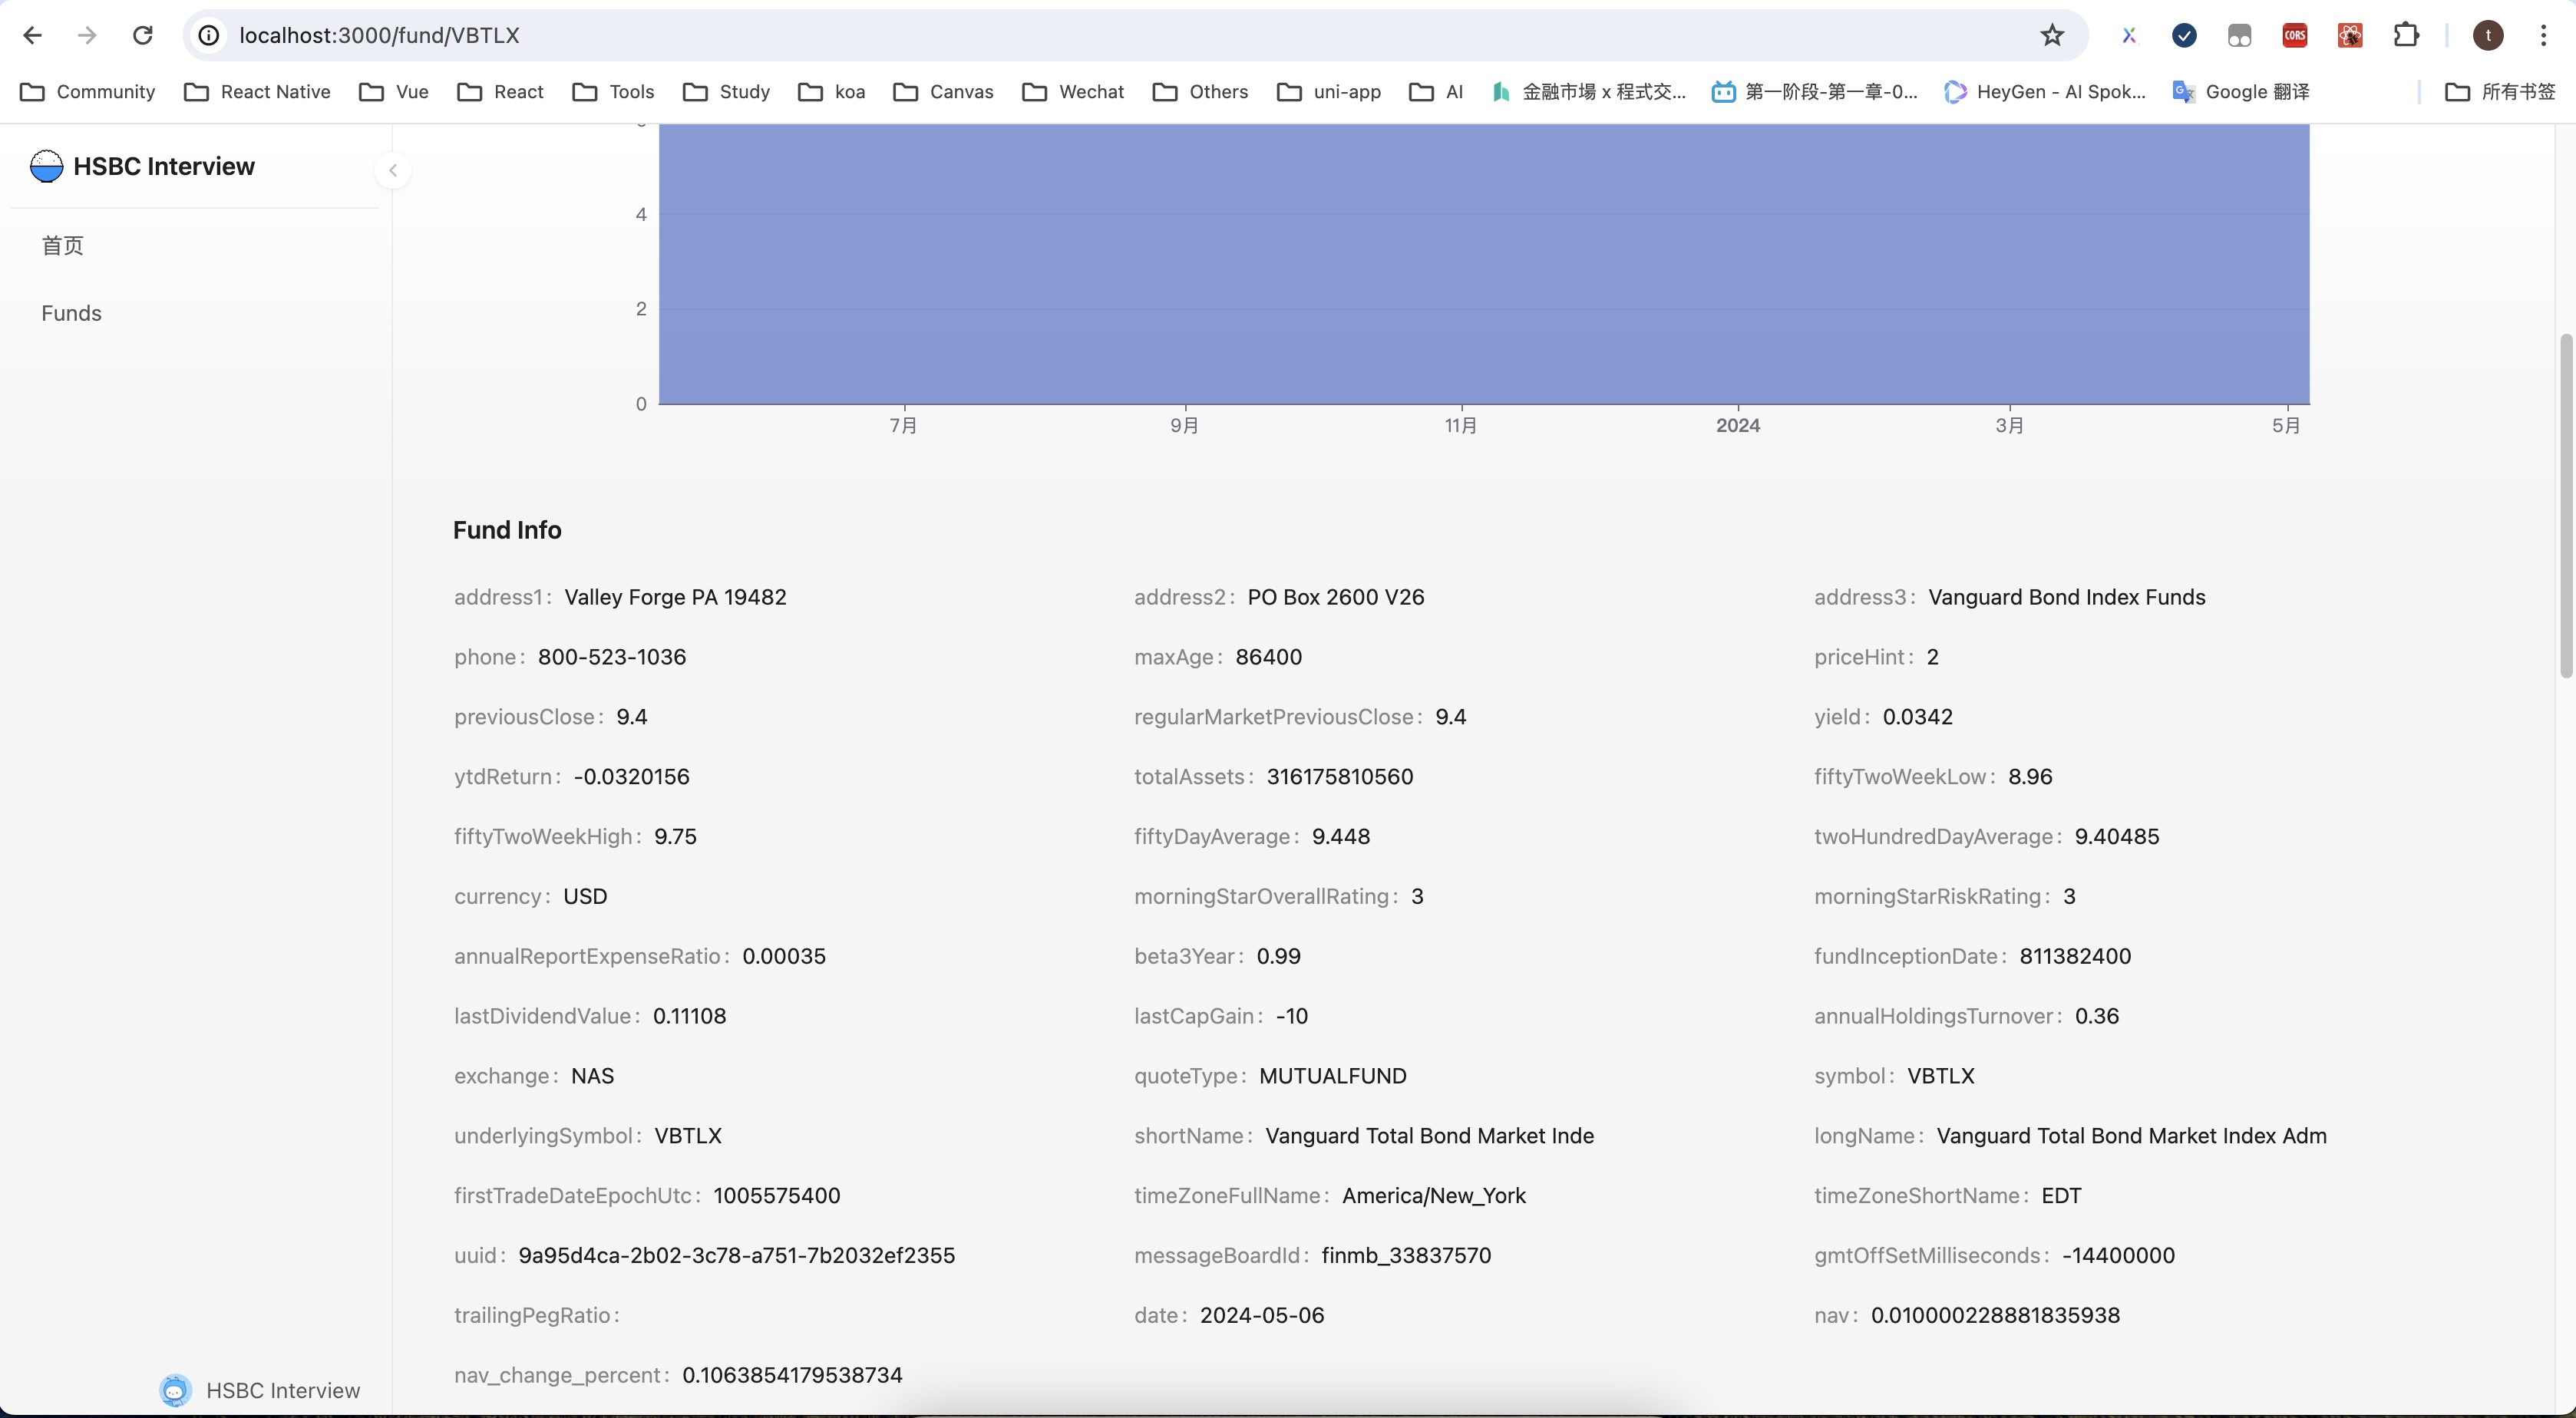 localhost:3000/fund/VBTLX
CORS
t
Community React Native Vue React Tools Study koa Canvas Wechat Others uni-app AI 金融市場 x 程式交... 第一阶段-第一章-0... HeyGen - AI Spok... Google 翻译 所有书签
HSBC Interview
首页
Funds
4
2
0
7月 9月 11月 2024 3月 5月
Fund Info
address1: Valley Forge PA 19482 address2: PO Box 2600 V26 address3: Vanguard Bond Index Funds
phone: 800-523-1036 maxAge: 86400 priceHint: 2
previousClose: 9.4 regularMarketPreviousClose: 9.4 yield: 0.0342
ytdReturn: -0.0320156 totalAssets: 316175810560 fiftyTwoWeekLow: 8.96
fiftyTwoWeekHigh: 9.75 fiftyDayAverage: 9.448 twoHundredDayAverage: 9.40485
currency: USD morningStarOverallRating: 3 morningStarRiskRating: 3
annualReportExpenseRatio: 0.00035 beta3Year: 0.99 fundInceptionDate: 811382400
lastDividendValue: 0.11108 lastCapGain: -10 annualHoldingsTurnover: 0.36
exchange: NAS quoteType: MUTUALFUND symbol: VBTLX
underlyingSymbol: VBTLX shortName: Vanguard Total Bond Market Inde longName: Vanguard Total Bond Market Index Adm
firstTradeDateEpochUtc: 1005575400 timeZoneFullName: America/New_York timeZoneShortName: EDT
uuid: 9a95d4ca-2b02-3c78-a751-7b2032ef2355 messageBoardId: finmb_33837570 gmtOffSetMilliseconds: -14400000
trailingPegRatio: date: 2024-05-06 nav: 0.010000228881835938
nav_change_percent: 0.1063854179538734
HSBC Interview